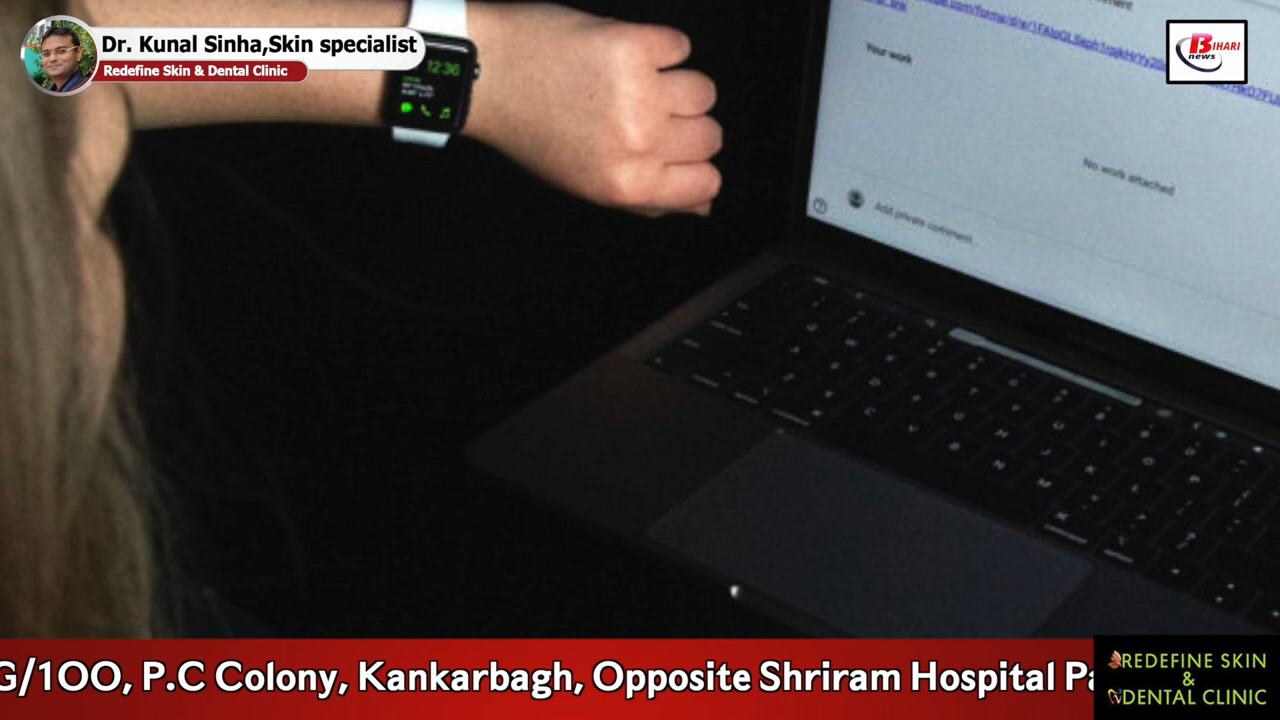 Dr. Kunal Sinha,Skin specialist
Redefine Skin & Dental Clinic
BIHARI
news
12:36
Your work
No work attached
Add private comment...
G/100, P.C Colony, Kankarbagh, Opposite Shriram Hospital Pa
REDEFINE SKIN
&
DENTAL CLINIC